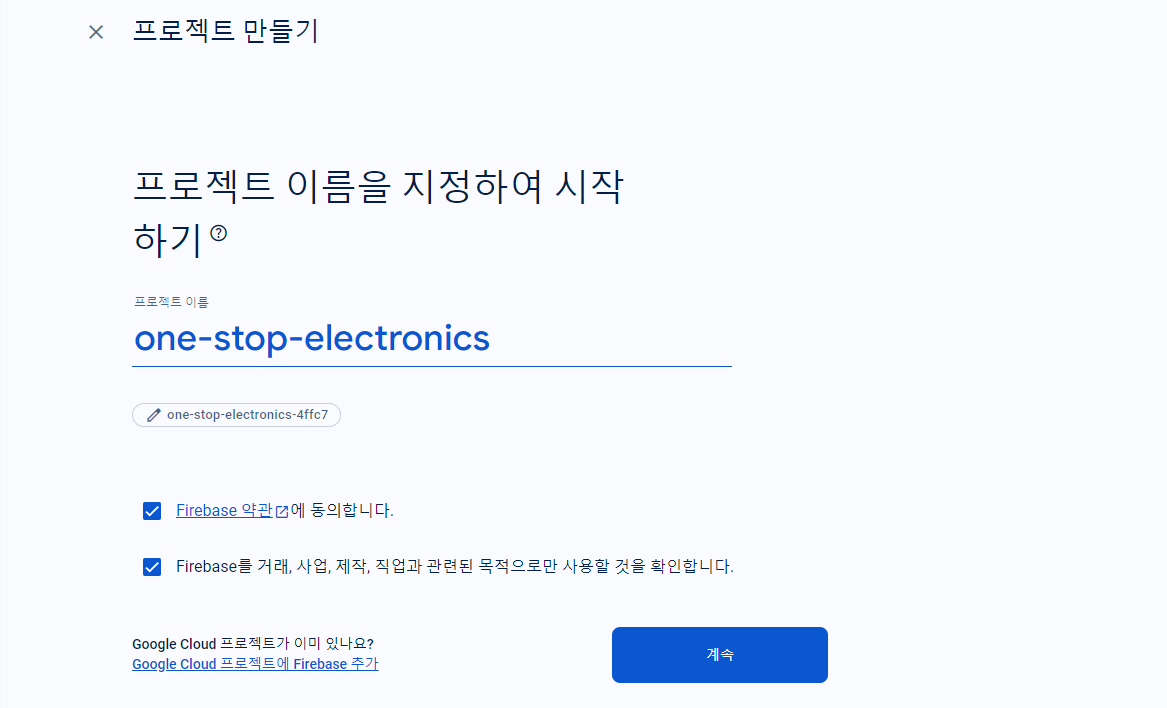 프로젝트 만들기
프로젝트 이름을 지정하여 시작
하기
프로젝트 이름
one-stop-electronics
one-stop-electronics-4ffc7
Firebase 약관에 동의합니다.
Firebase를 거래, 사업, 제작, 직업과 관련된 목적으로만 사용할 것을 확인합니다.
Google Cloud 프로젝트가 이미 있나요?
Google Cloud 프로젝트에 Firebase 추가
계속